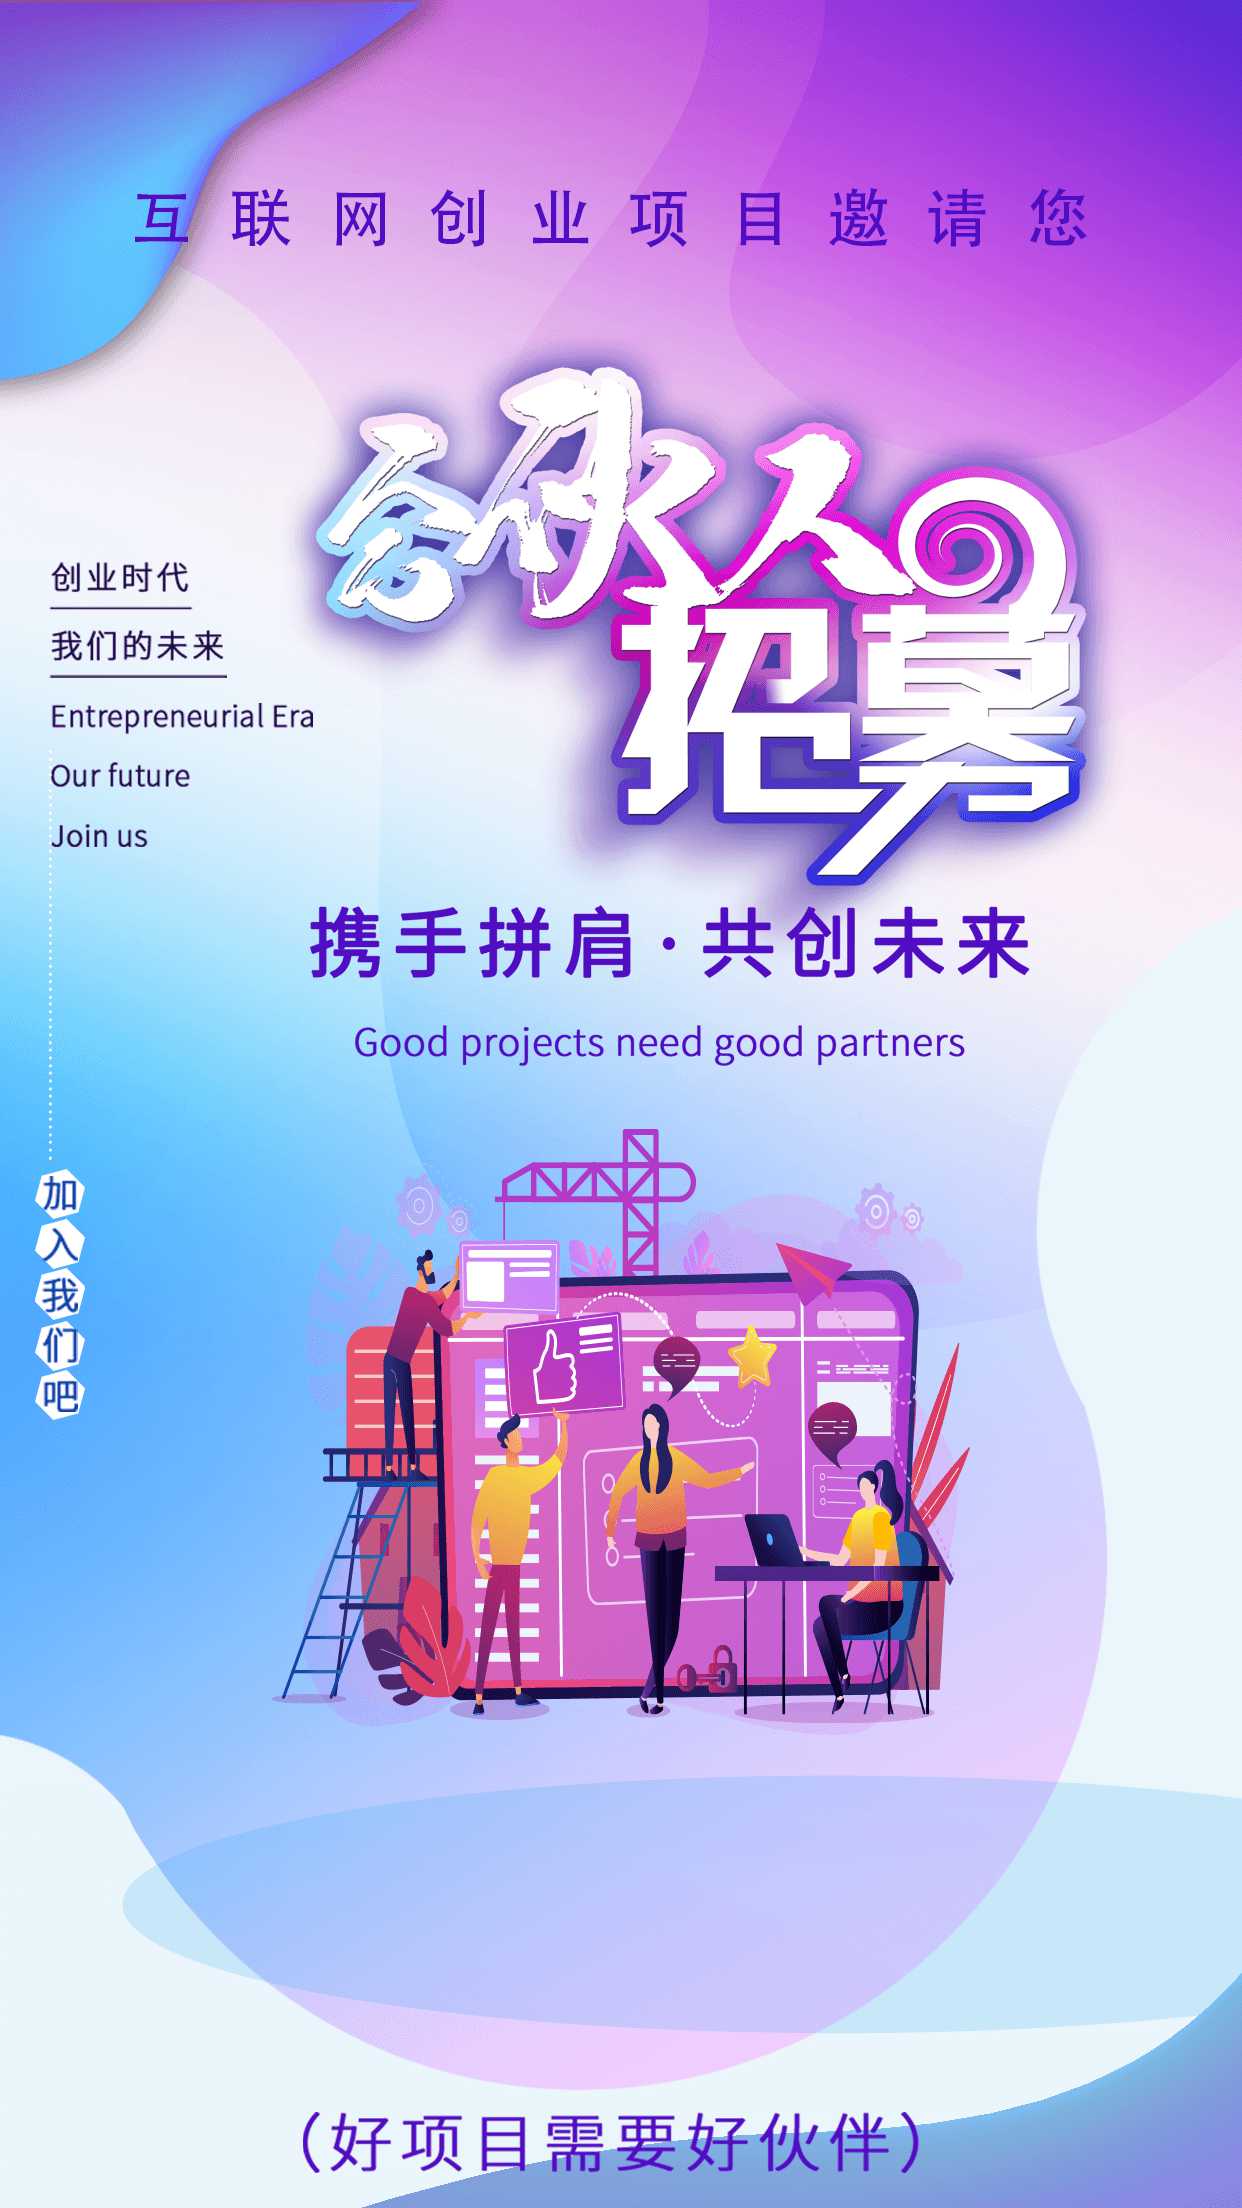 互联网创业项目邀请您
合伙人
招募
创业时代
我们的未来
Entrepreneurial Era
Our future
Join us
携手拼肩·共创未来
Good projects need good partners
加入我们吧
（好项目需要好伙伴）